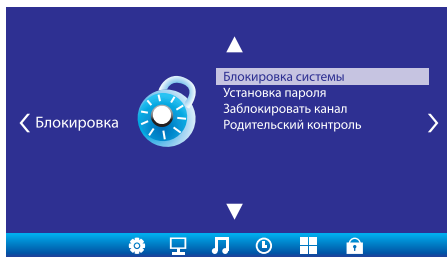 Блокировка
Блокировка системы
Установка пароля
Заблокировать канал
Родительский контроль